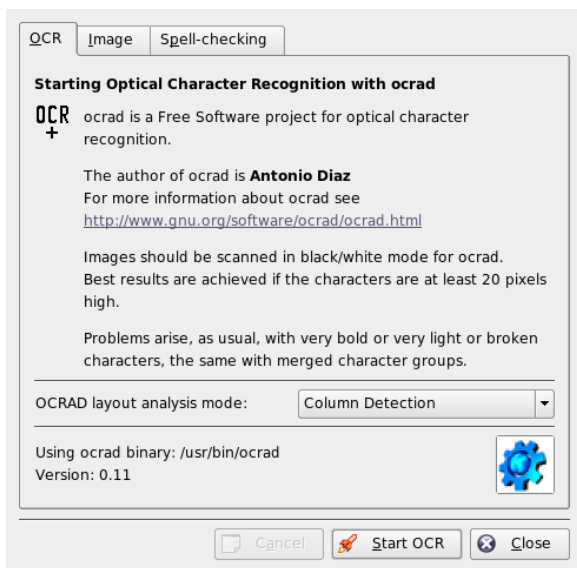 OCR Image Spell-checking
Starting Optical Character Recognition with ocrad
OCR
+
ocrad is a Free Software project for optical character
recognition.
The author of ocrad is Antonio Diaz
For more information about ocrad see
http://www.gnu.org/software/ocrad/ocrad.html
Images should be scanned in black/white mode for ocrad.
Best results are achieved if the characters are at least 20 pixels
high.
Problems arise, as usual, with very bold or very light or broken
characters, the same with merged character groups.
OCRAD layout analysis mode: Column Detection
Using ocrad binary: /usr/bin/ocrad
Version: 0.11
Cancel Start OCR Close